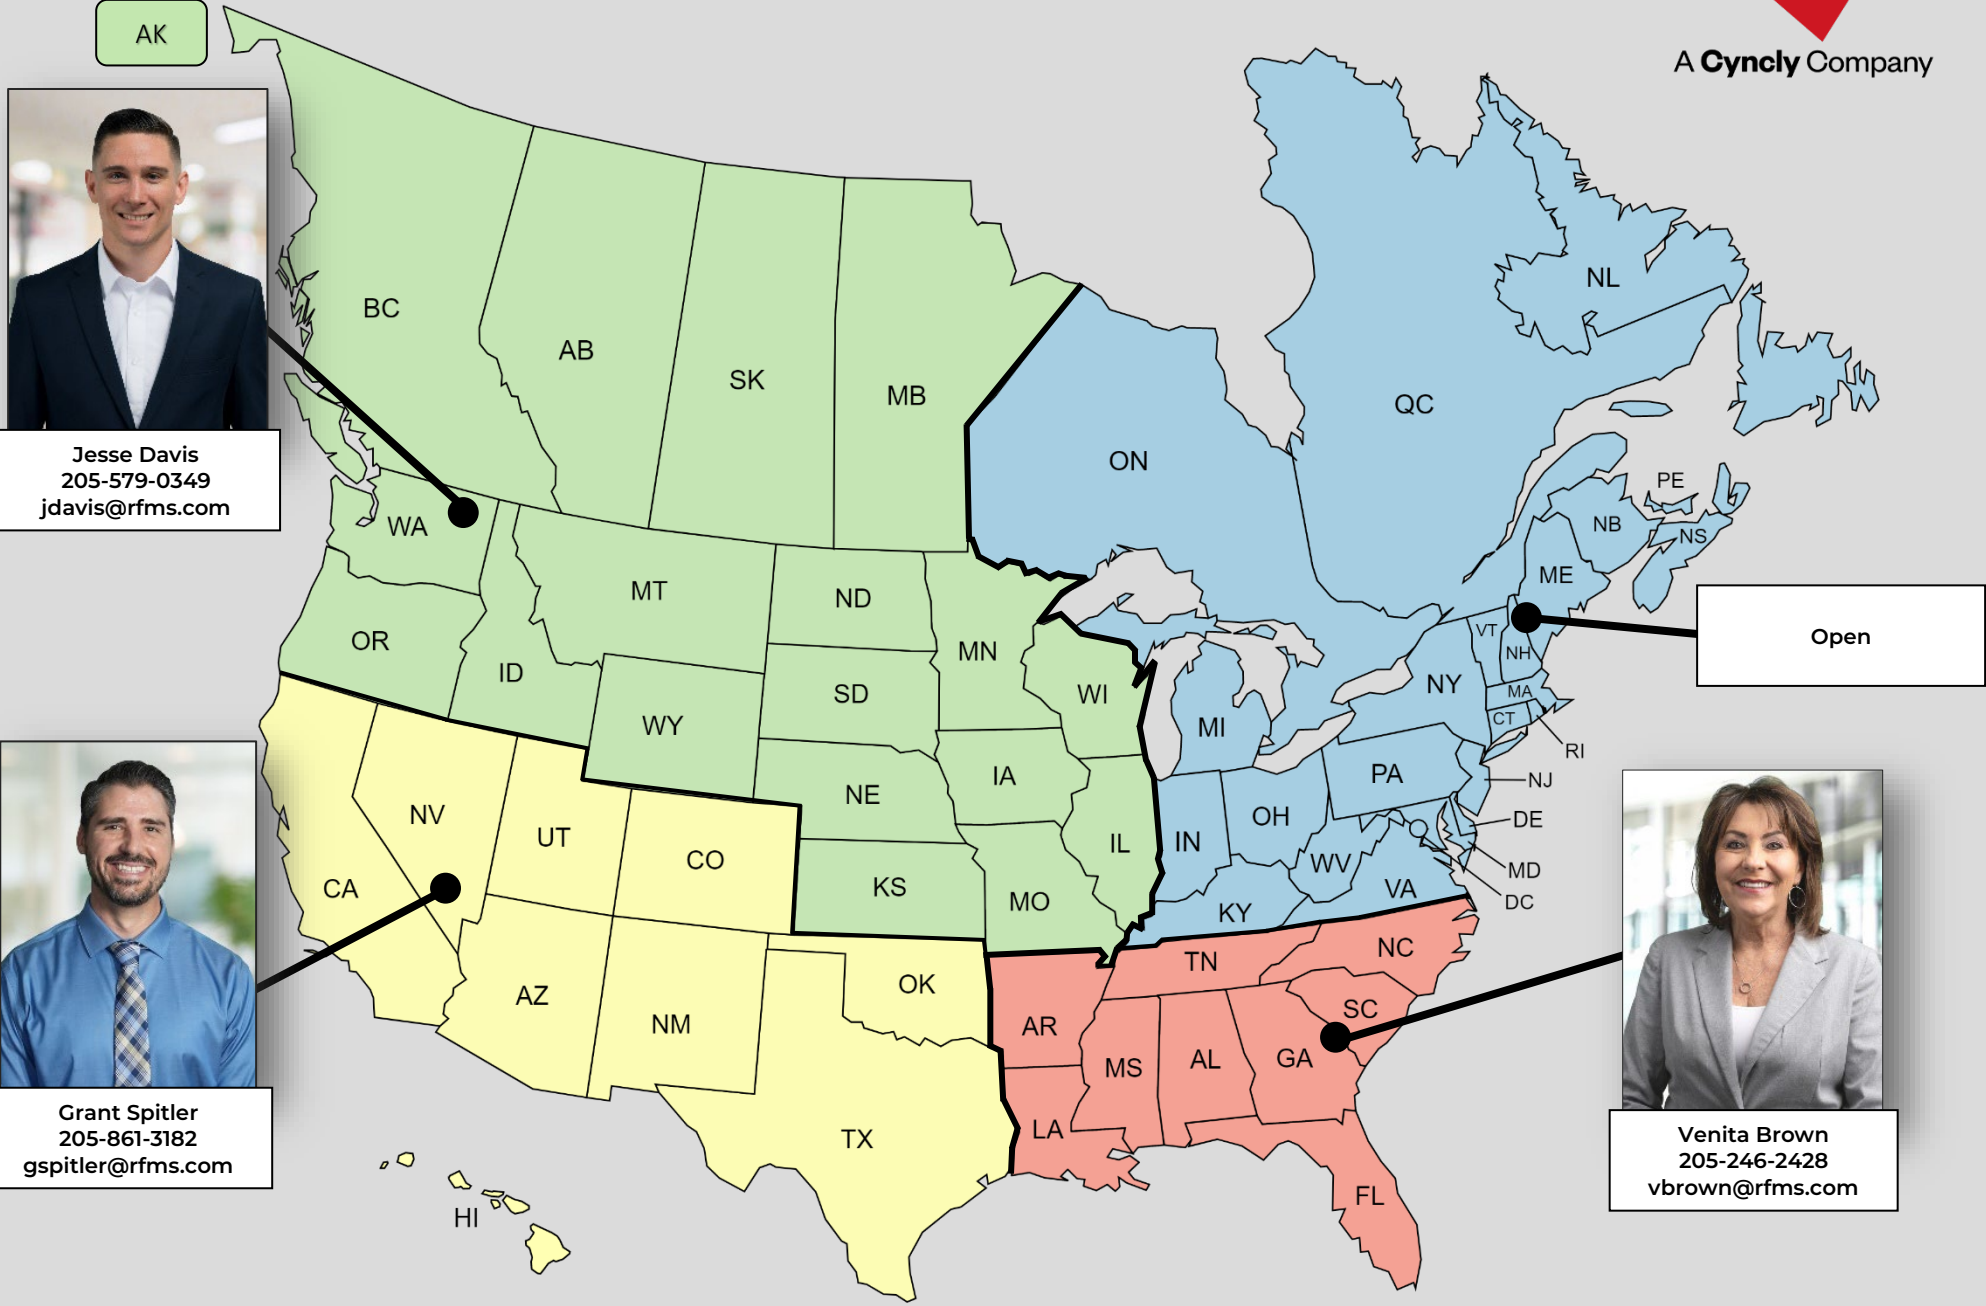 AK
A Cyncly Company
Jesse Davis
205-579-0349
jdavis@rfms.com
BC
AB
SK
MB
ON
QC
NL
PE
NB
NS
ME
WA
OR
ID
MT
WY
ND
SD
NE
KS
MN
IA
MO
WI
IL
MI
IN
OH
KY
WV
VA
PA
NY
VT
NH
MA
CT
RI
NJ
DE
MD
DC
Open
CA
NV
UT
CO
AZ
NM
OK
TX
HI
Grant Spitler
205-861-3182
gspitler@rfms.com
AR
LA
TN
MS
AL
GA
NC
SC
FL
Venita Brown
205-246-2428
vbrown@rfms.com